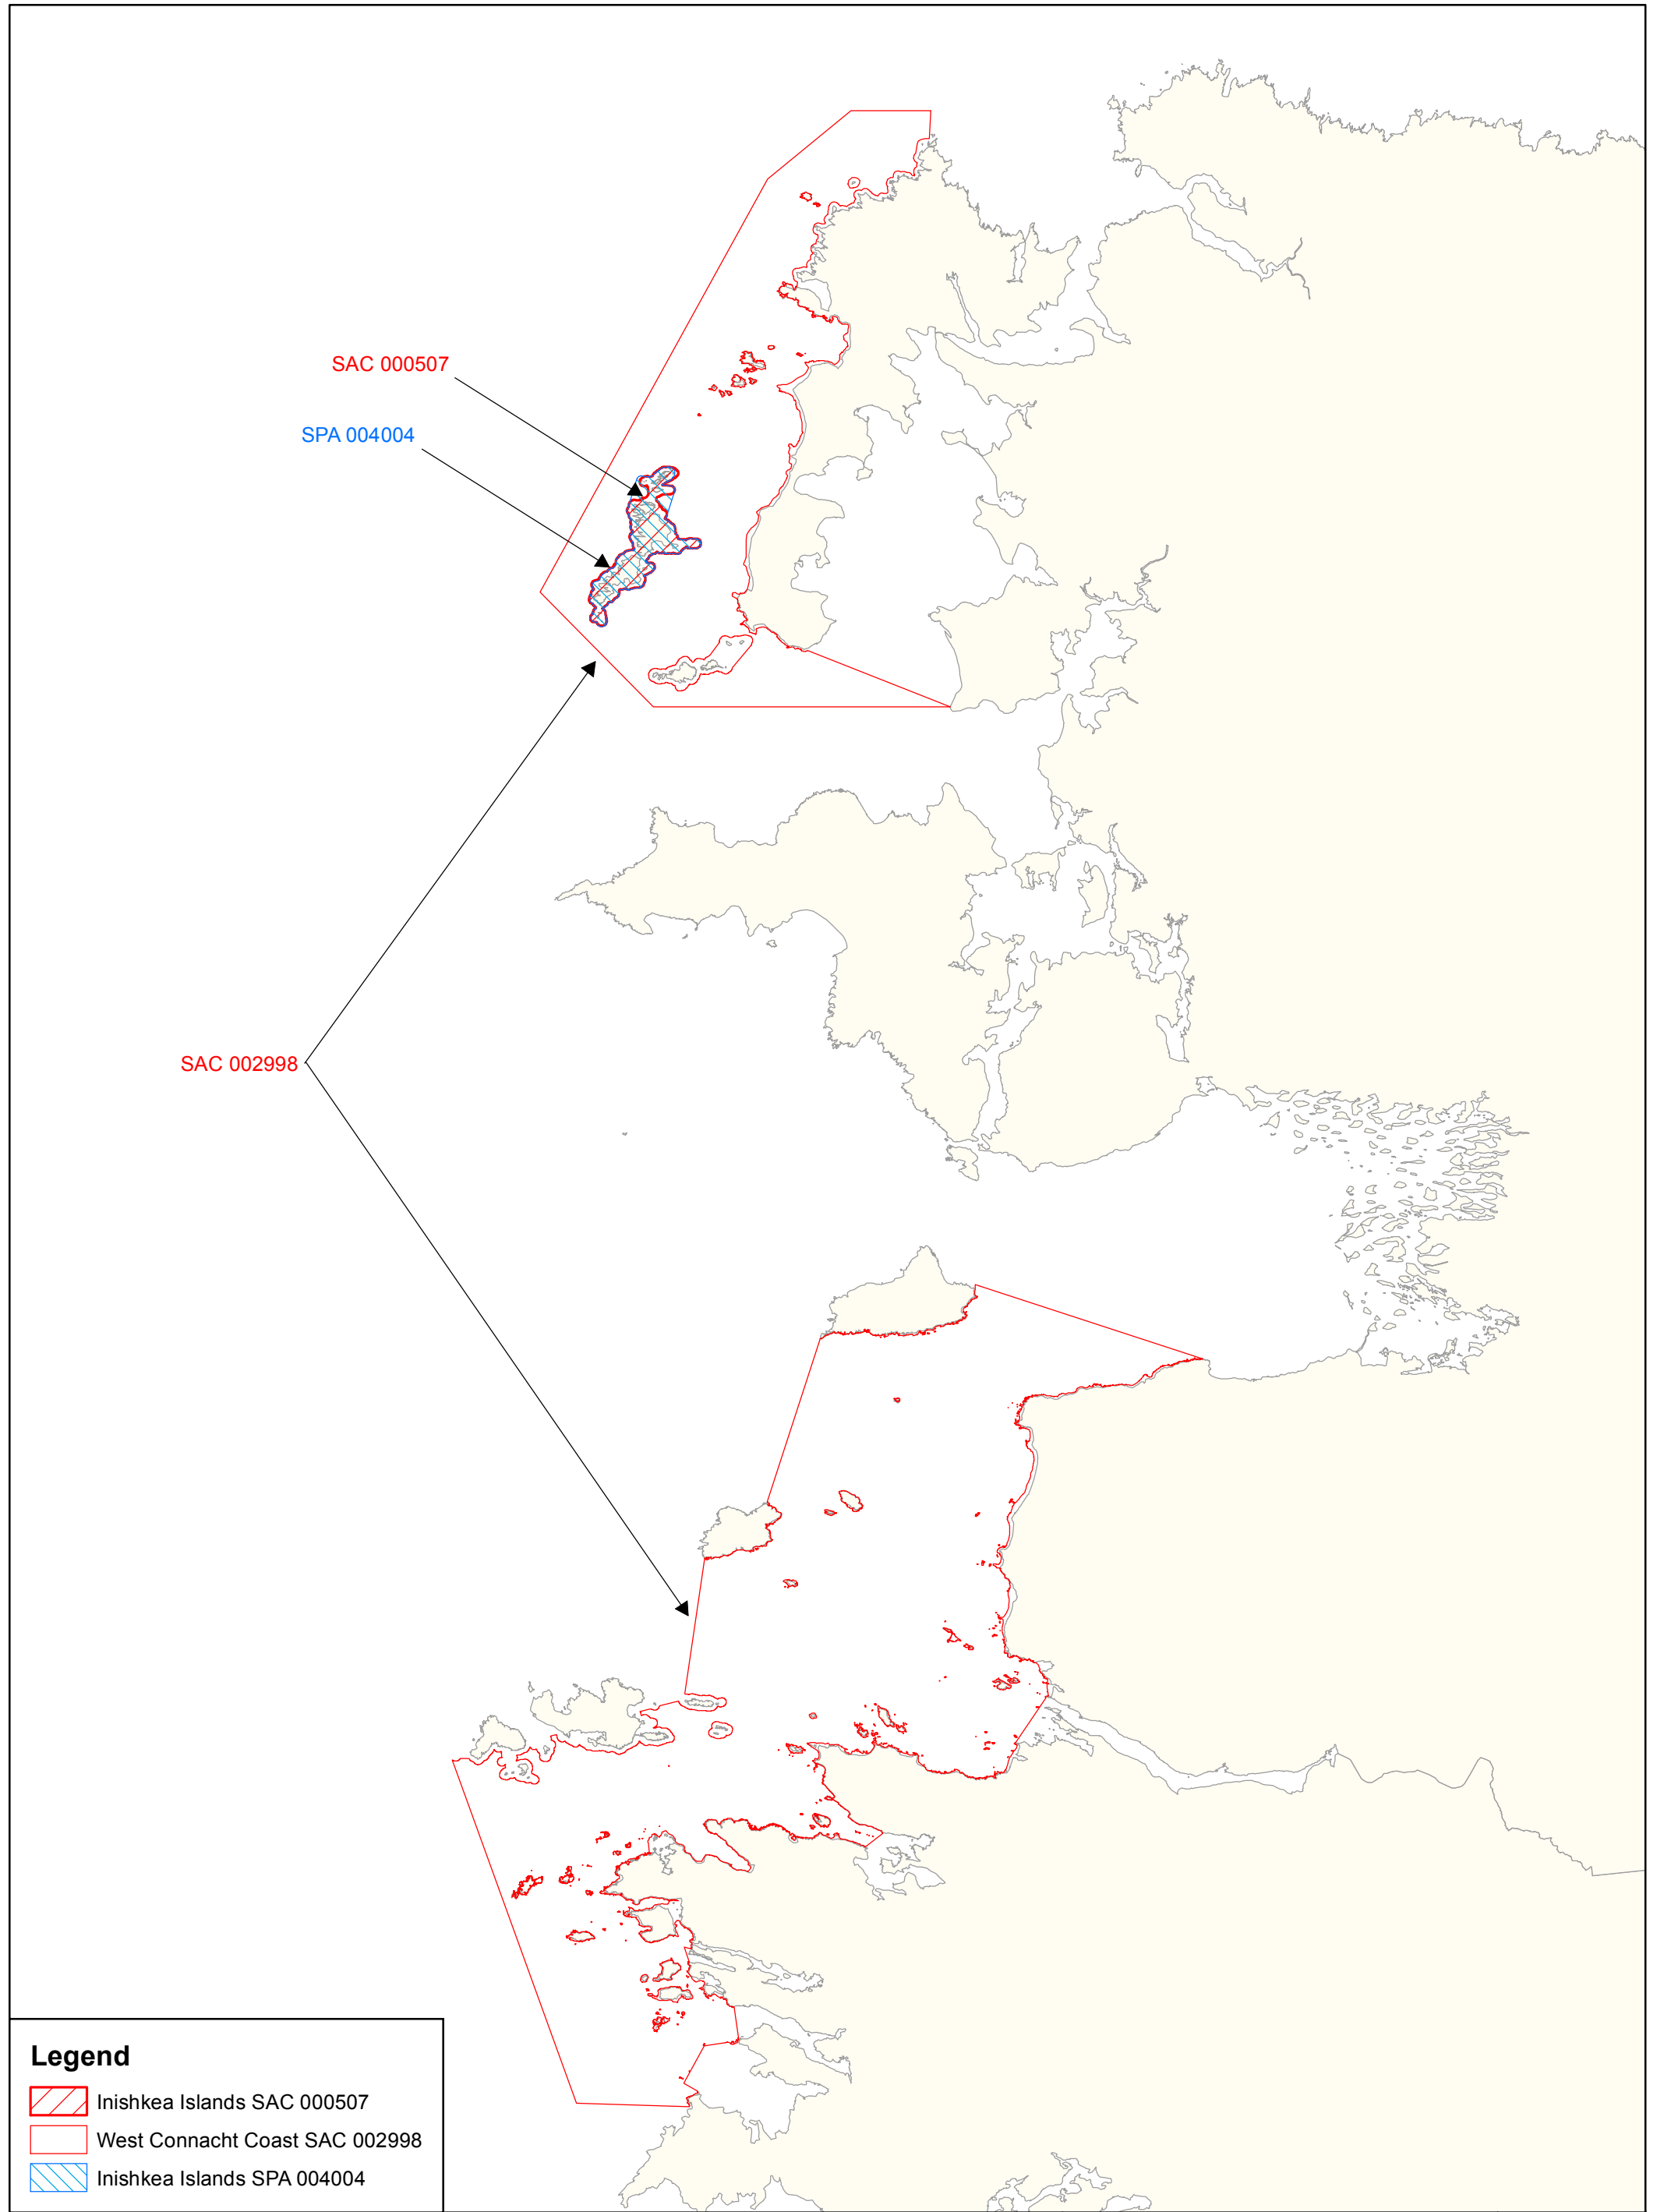 SAC 000507
SPA 004004
SAC 002998
Legend
Inishkea Islands SAC 000507
West Connacht Coast SAC 002998
Inishkea Islands SPA 004004